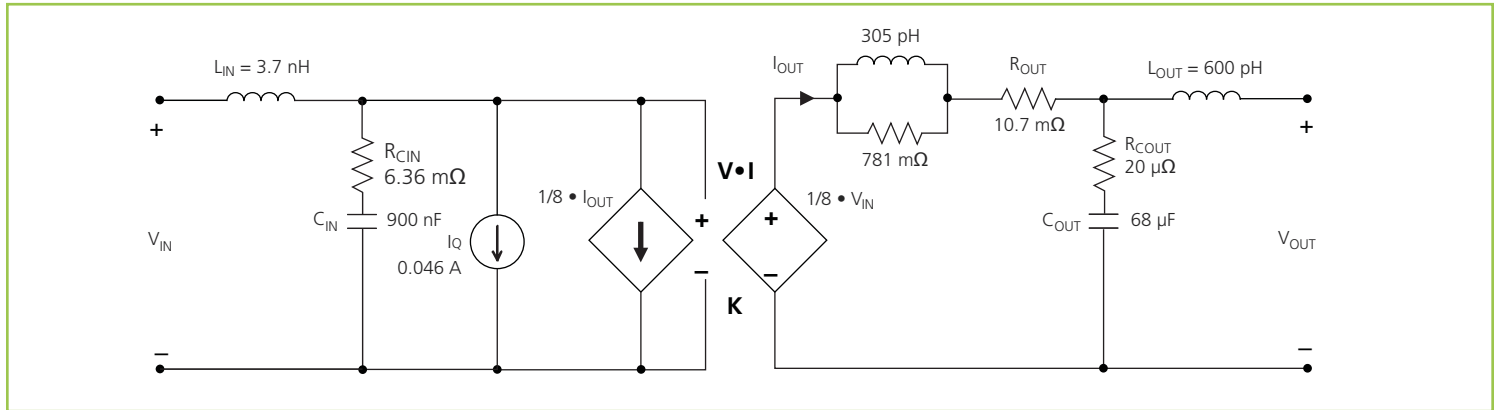 L_IN = 3.7 nH
+
R_CIN
6.36 mΩ
C_IN 900 nF
V_IN
I_Q
0.046 A
−
1/8 • I_OUT
V•I
+
−
K
1/8 • V_IN
+
−
I_OUT
305 pH
781 mΩ
R_OUT
10.7 mΩ
L_OUT = 600 pH
+
R_COUT
20 µΩ
C_OUT 68 µF
V_OUT
−